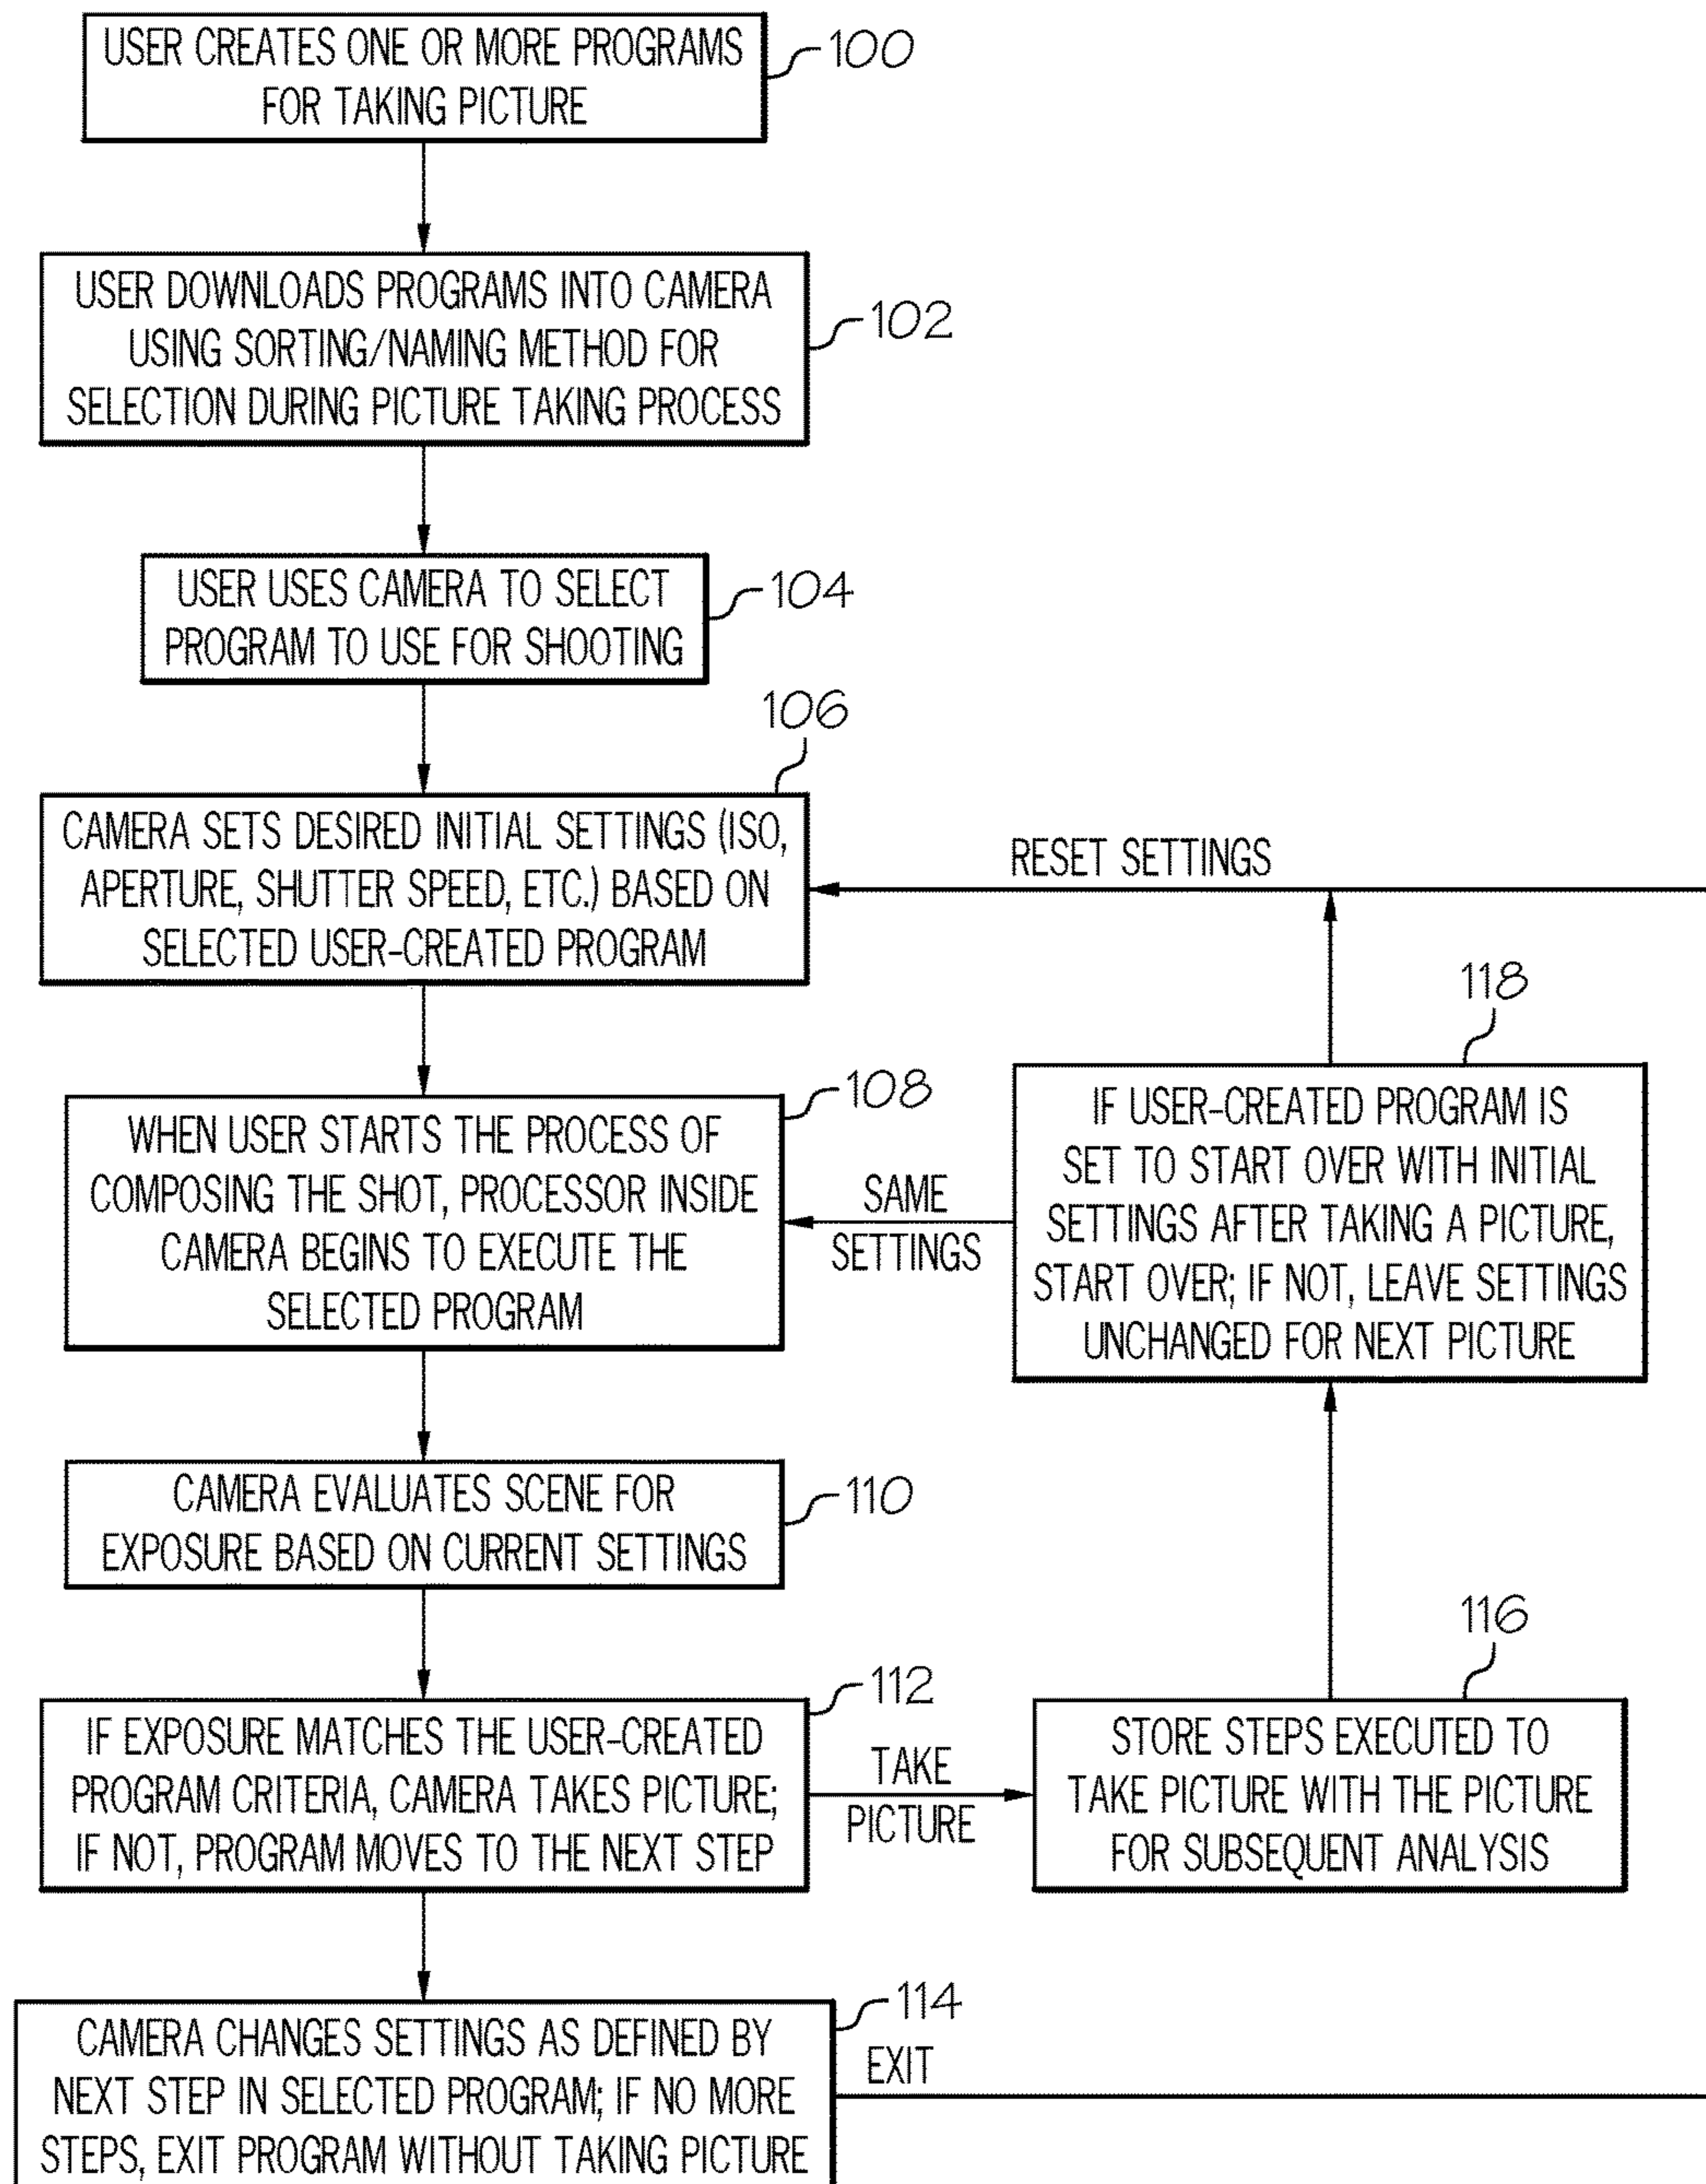 USER CREATES ONE OR MORE PROGRAMS
FOR TAKING PICTURE
100
USER DOWNLOADS PROGRAMS INTO CAMERA
USING SORTING/NAMING METHOD FOR
SELECTION DURING PICTURE TAKING PROCESS
102
USER USES CAMERA TO SELECT
PROGRAM TO USE FOR SHOOTING
104
106
CAMERA SETS DESIRED INITIAL SETTINGS (ISO,
APERTURE, SHUTTER SPEED, ETC.) BASED ON
SELECTED USER-CREATED PROGRAM
RESET SETTINGS
108
WHEN USER STARTS THE PROCESS OF
COMPOSING THE SHOT, PROCESSOR INSIDE
CAMERA BEGINS TO EXECUTE THE
SELECTED PROGRAM
SAME
SETTINGS
118
IF USER-CREATED PROGRAM IS
SET TO START OVER WITH INITIAL
SETTINGS AFTER TAKING A PICTURE,
START OVER; IF NOT, LEAVE SETTINGS
UNCHANGED FOR NEXT PICTURE
CAMERA EVALUATES SCENE FOR
EXPOSURE BASED ON CURRENT SETTINGS
110
112
IF EXPOSURE MATCHES THE USER-CREATED
PROGRAM CRITERIA, CAMERA TAKES PICTURE;
IF NOT, PROGRAM MOVES TO THE NEXT STEP
TAKE
PICTURE
116
STORE STEPS EXECUTED TO
TAKE PICTURE WITH THE PICTURE
FOR SUBSEQUENT ANALYSIS
114
CAMERA CHANGES SETTINGS AS DEFINED BY
NEXT STEP IN SELECTED PROGRAM; IF NO MORE
STEPS, EXIT PROGRAM WITHOUT TAKING PICTURE
EXIT